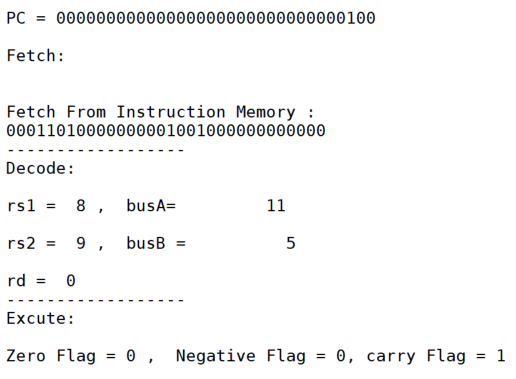 PC = 00000000000000000000000000000100
Fetch:
Fetch From Instruction Memory :
00011010000000001001000000000000
------------------
Decode:
rs1 =  8 ,  busA=         11
rs2 =  9 ,  busB =          5
rd =  0
------------------
Excute:
Zero Flag = 0 ,  Negative Flag = 0, carry Flag = 1